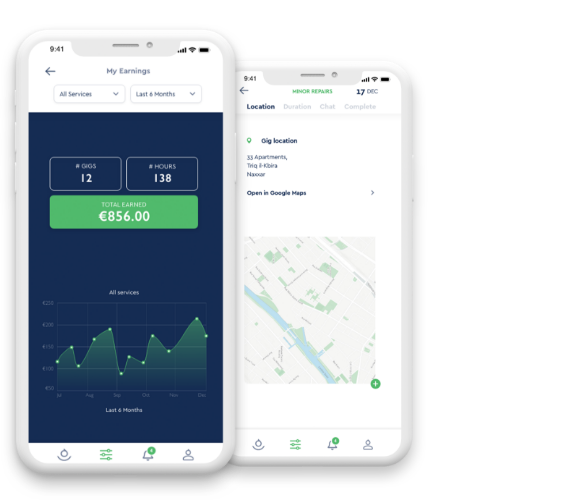 9:41
My Earnings
All Services
Last 6 Months
# GIGS
12
# HOURS
138
TOTAL EARNED
€856.00
All services
€200
€100
€50
Jul Aug Sep Oct Nov Dec
Last 6 Months
9:41
MINOR REPAIRS
17 DEC
Location Duration Chat Complete
Gig location
33 Apartments,
Triq il-Kbira
Naxxar
Open in Google Maps